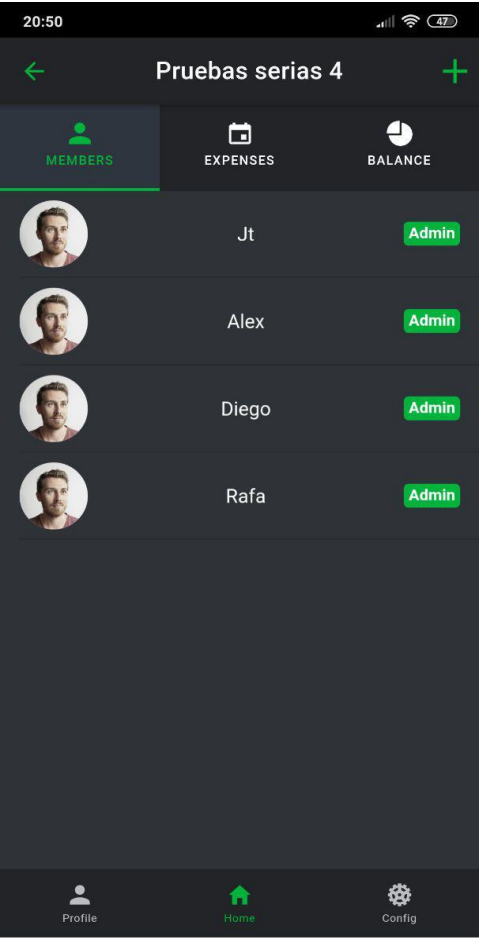 20:50
47
Pruebas serias 4
MEMBERS
EXPENSES
BALANCE
Jt
Admin
Alex
Admin
Diego
Admin
Rafa
Admin
Profile
Home
Config